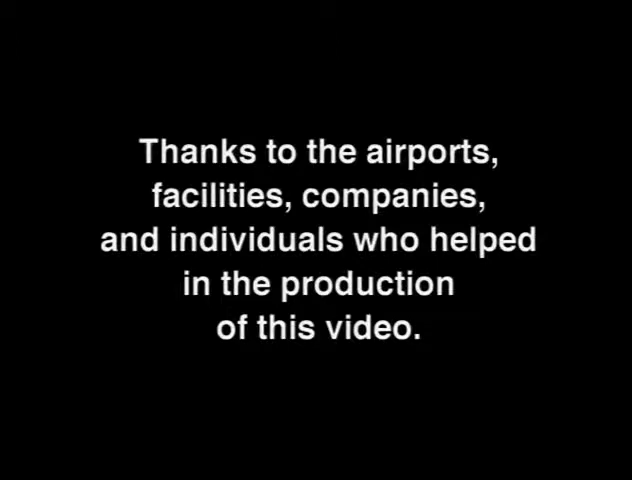 Thanks to the airports,
facilities, companies,
and individuals who helped
in the production
of this video.